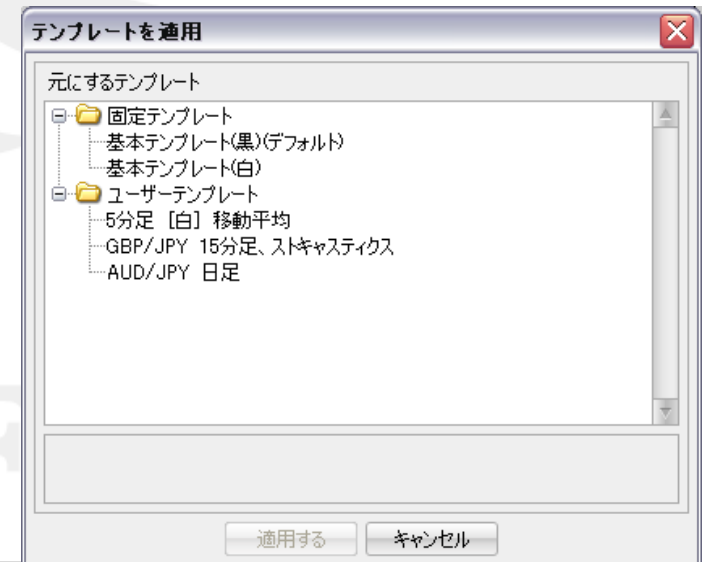 テンプレートを適用
元にするテンプレート
固定テンプレート
基本テンプレート(黒)(デフォルト)
基本テンプレート(白)
ユーザーテンプレート
5分足 [白] 移動平均
GBP/JPY 15分足、ストキャスティクス
AUD/JPY 日足
適用する キャンセル